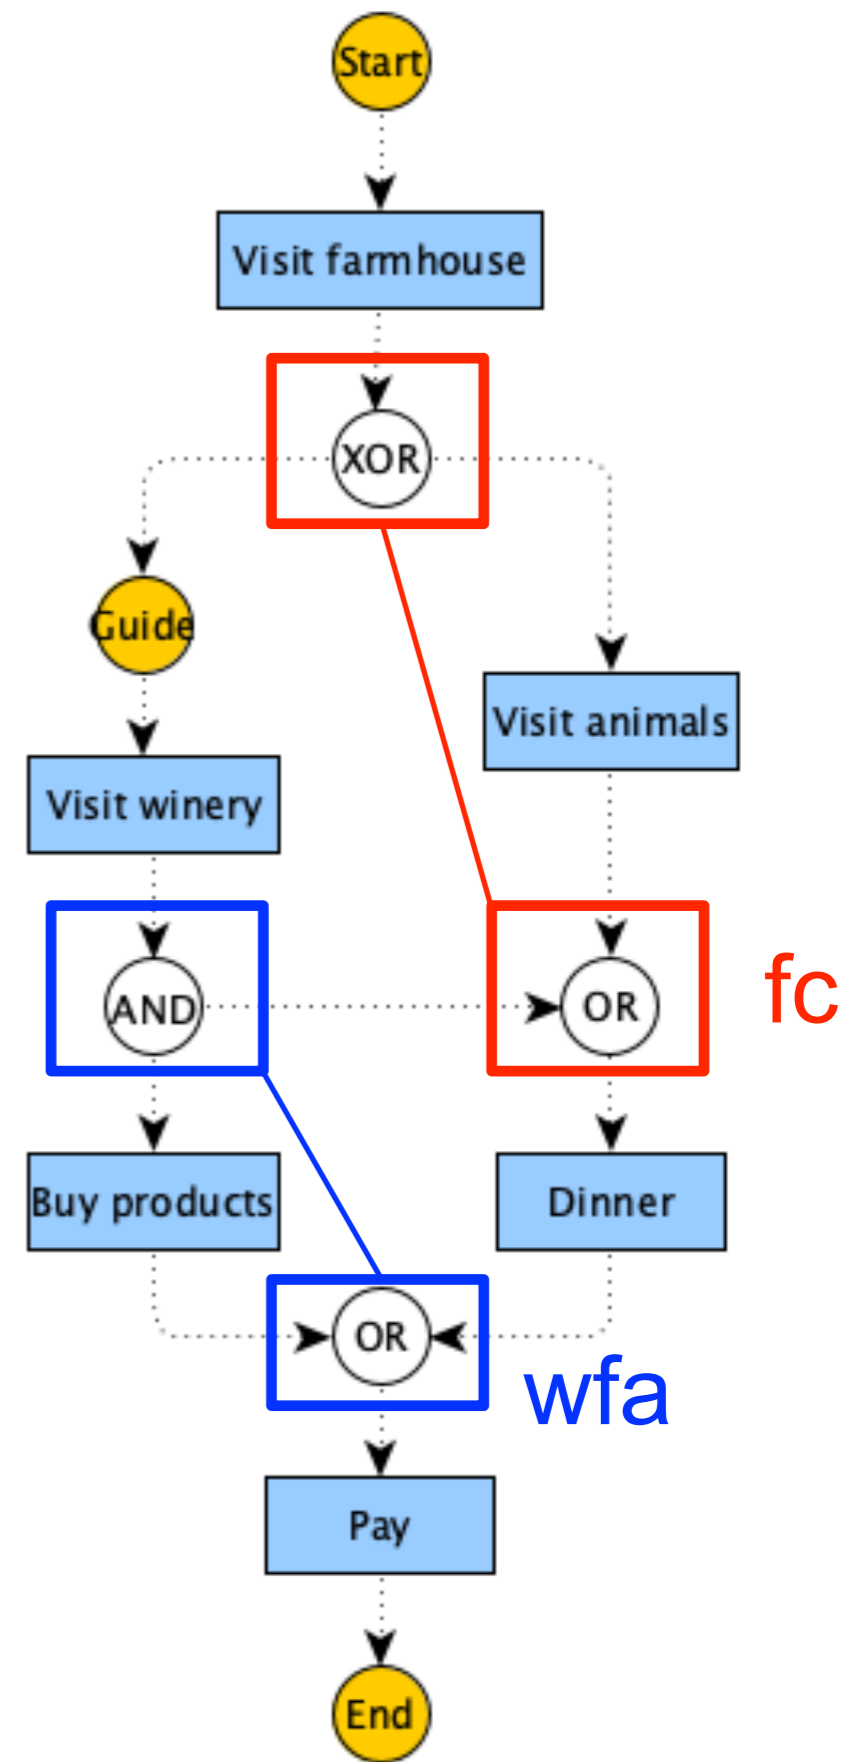 Start
Visit farmhouse
XOR
Guide
Visit animals
Visit winery
AND
OR
fc
Buy products
Dinner
OR
wfa
Pay
End